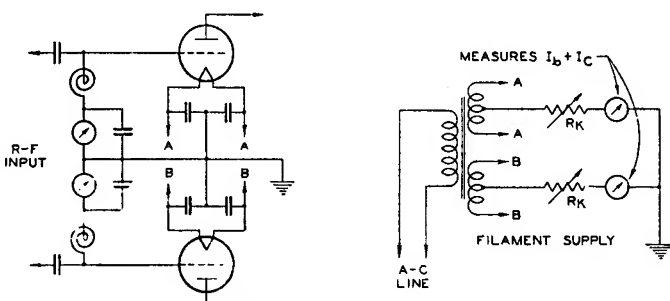 R-F
INPUT
A
A
B
B
MEASURES I_b + I_c
A
A
R_K
B
B
R_K
FILAMENT SUPPLY
A-C
LINE